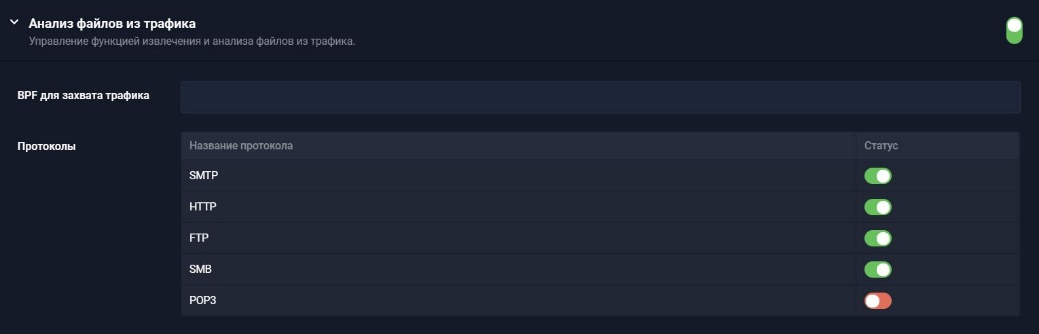 Анализ файлов из трафика
Управление функцией извлечения и анализа файлов из трафика.
BPF для захвата трафика
Протоколы
Название протокола Статус
SMTP
HTTP
FTP
SMB
POP3